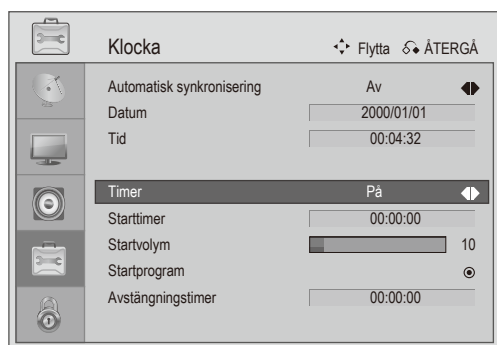 Klocka Flytta ÅTERGÅ
Automatisk synkronisering Av
Datum 2000/01/01
Tid 00:04:32
Timer På
Starttimer 00:00:00
Startvolym 10
Startprogram
Avstängningstimer 00:00:00